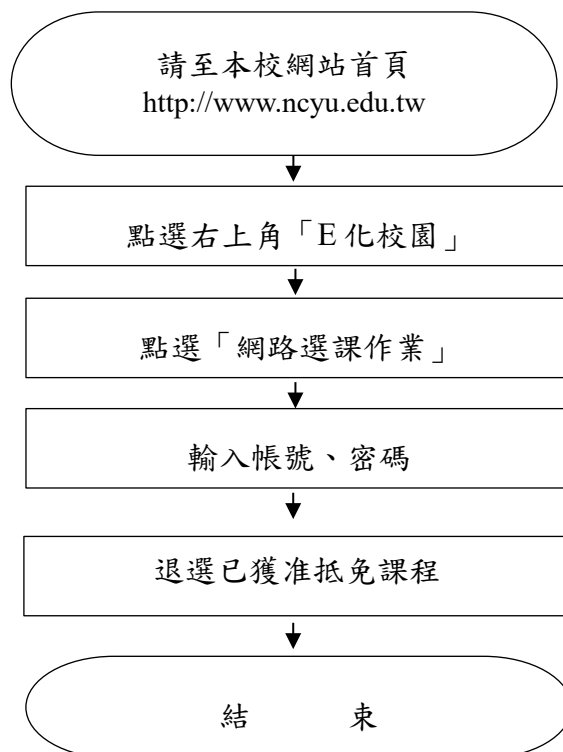 請至本校網站首頁
http://www.ncyu.edu.tw
點選右上角「E化校園」
點選「網路選課作業」
輸入帳號、密碼
退選已獲准抵免課程
結 束